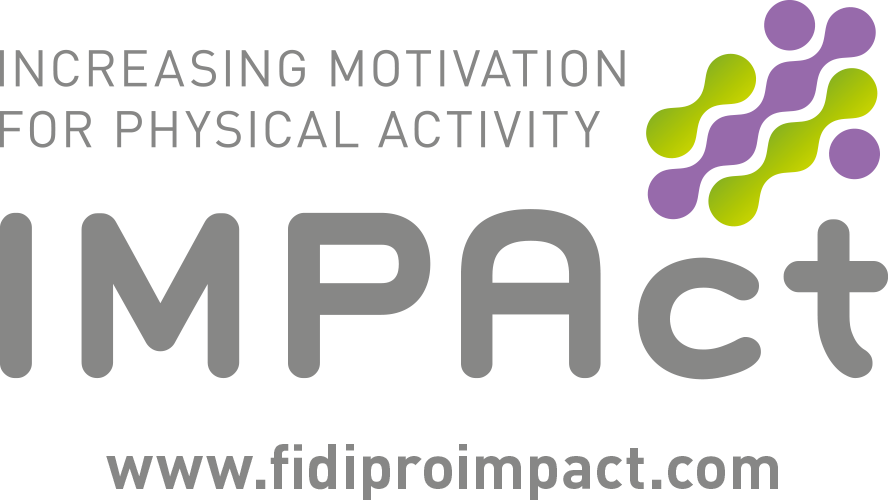 INCREASING MOTIVATION
FOR PHYSICAL ACTIVITY
IMPAct
www.fidiproimpact.com